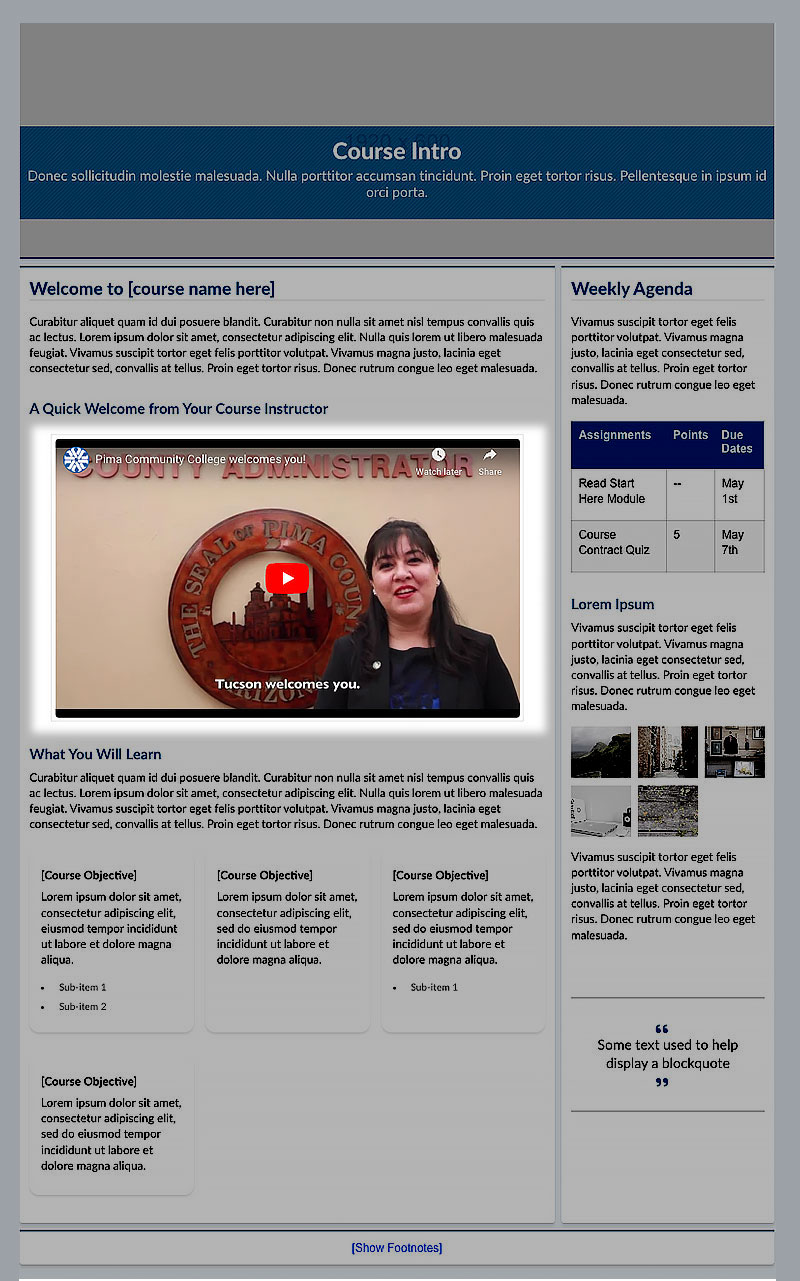 Course Intro
Donec sollicitudin molestie malesuada. Nulla porttitor accumsan tincidunt. Proin eget tortor risus. Pellentesque in ipsum id
orci porta.
Welcome to [course name here]
Curabitur aliquet quam id dui posuere blandit. Curabitur non nulla sit amet nisl tempus convallis quis
ac lectus. Lorem ipsum dolor sit amet, consectetur adipiscing elit. Nulla quis lorem ut libero malesuada
feugiat. Vivamus suscipit tortor eget felis porttitor volutpat. Vivamus magna justo, lacinia eget
consectetur sed, convallis at tellus. Proin eget tortor risus. Donec rutrum congue leo eget malesuada.
A Quick Welcome from Your Course Instructor
Pima Community College welcomes you!
Watch later
Share
COUNTY ADMINISTRATOR
THE SEAL OF PIMA COUN
Tucson welcomes you.
What You Will Learn
Curabitur aliquet quam id dui posuere blandit. Curabitur non nulla sit amet nisl tempus convallis quis
ac lectus. Lorem ipsum dolor sit amet, consectetur adipiscing elit. Nulla quis lorem ut libero malesuada
feugiat. Vivamus suscipit tortor eget felis porttitor volutpat. Vivamus magna justo, lacinia eget
consectetur sed, convallis at tellus. Proin eget tortor risus. Donec rutrum congue leo eget malesuada.
[Course Objective]
Lorem ipsum dolor sit amet,
consectetur adipiscing elit,
eiusmod tempor incididunt
ut labore et dolore magna
aliqua.
• Sub-item 1
• Sub-item 2
[Course Objective]
Lorem ipsum dolor sit amet,
consectetur adipiscing elit,
sed do eiusmod tempor
incididunt ut labore et
dolore magna aliqua.
[Course Objective]
Lorem ipsum dolor sit amet,
consectetur adipiscing elit,
sed do eiusmod tempor
incididunt ut labore et
dolore magna aliqua.
• Sub-item 1
[Course Objective]
Lorem ipsum dolor sit amet,
consectetur adipiscing elit,
sed do eiusmod tempor
incididunt ut labore et
dolore magna aliqua.
Weekly Agenda
Vivamus suscipit tortor eget felis
porttitor volutpat. Vivamus magna
justo, lacinia eget consectetur sed,
convallis at tellus. Proin eget tortor
risus. Donec rutrum congue leo eget
malesuada.
Assignments Points Due
Dates
Read Start -- May
Here Module 1st
Course 5 May
Contract Quiz 7th
Lorem Ipsum
Vivamus suscipit tortor eget felis
porttitor volutpat. Vivamus magna
justo, lacinia eget consectetur sed,
convallis at tellus. Proin eget tortor
risus. Donec rutrum congue leo eget
malesuada.
Vivamus suscipit tortor eget felis
porttitor volutpat. Vivamus magna
justo, lacinia eget consectetur sed,
convallis at tellus. Proin eget tortor
risus. Donec rutrum congue leo eget
malesuada.
“
Some text used to help
display a blockquote
”
[Show Footnotes]